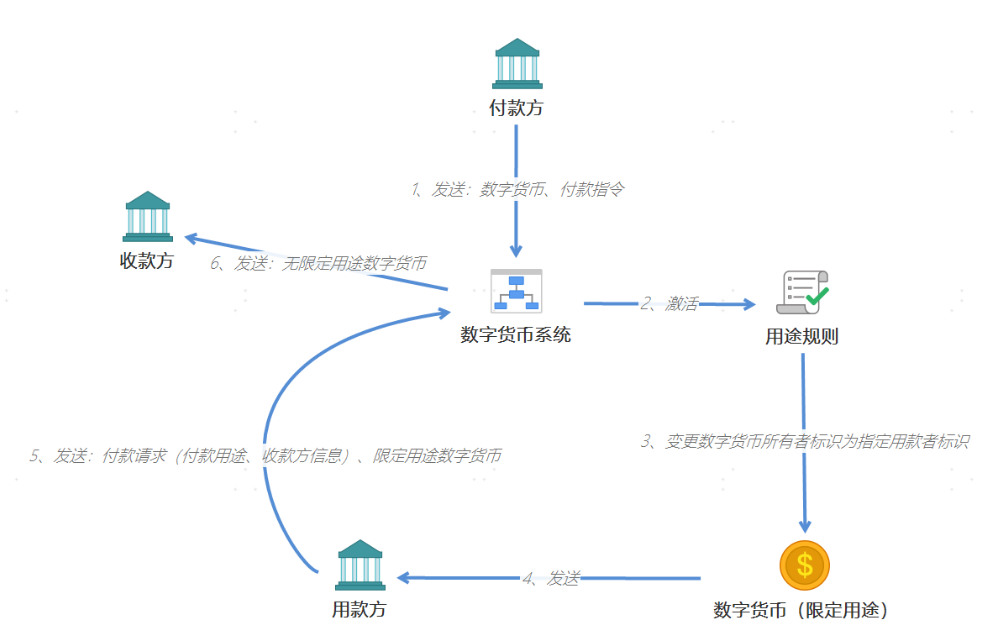 付款方
1、发送：数字货币、付款指令
收款方
6、发送：无限定用途数字货币
2、激活
数字货币系统
用途规则
3、变更数字货币所有者标识为指定用款者标识
5、发送：付款请求（付款用途、收款方信息）、限定用途数字货币
4、发送
用款方
数字货币（限定用途）